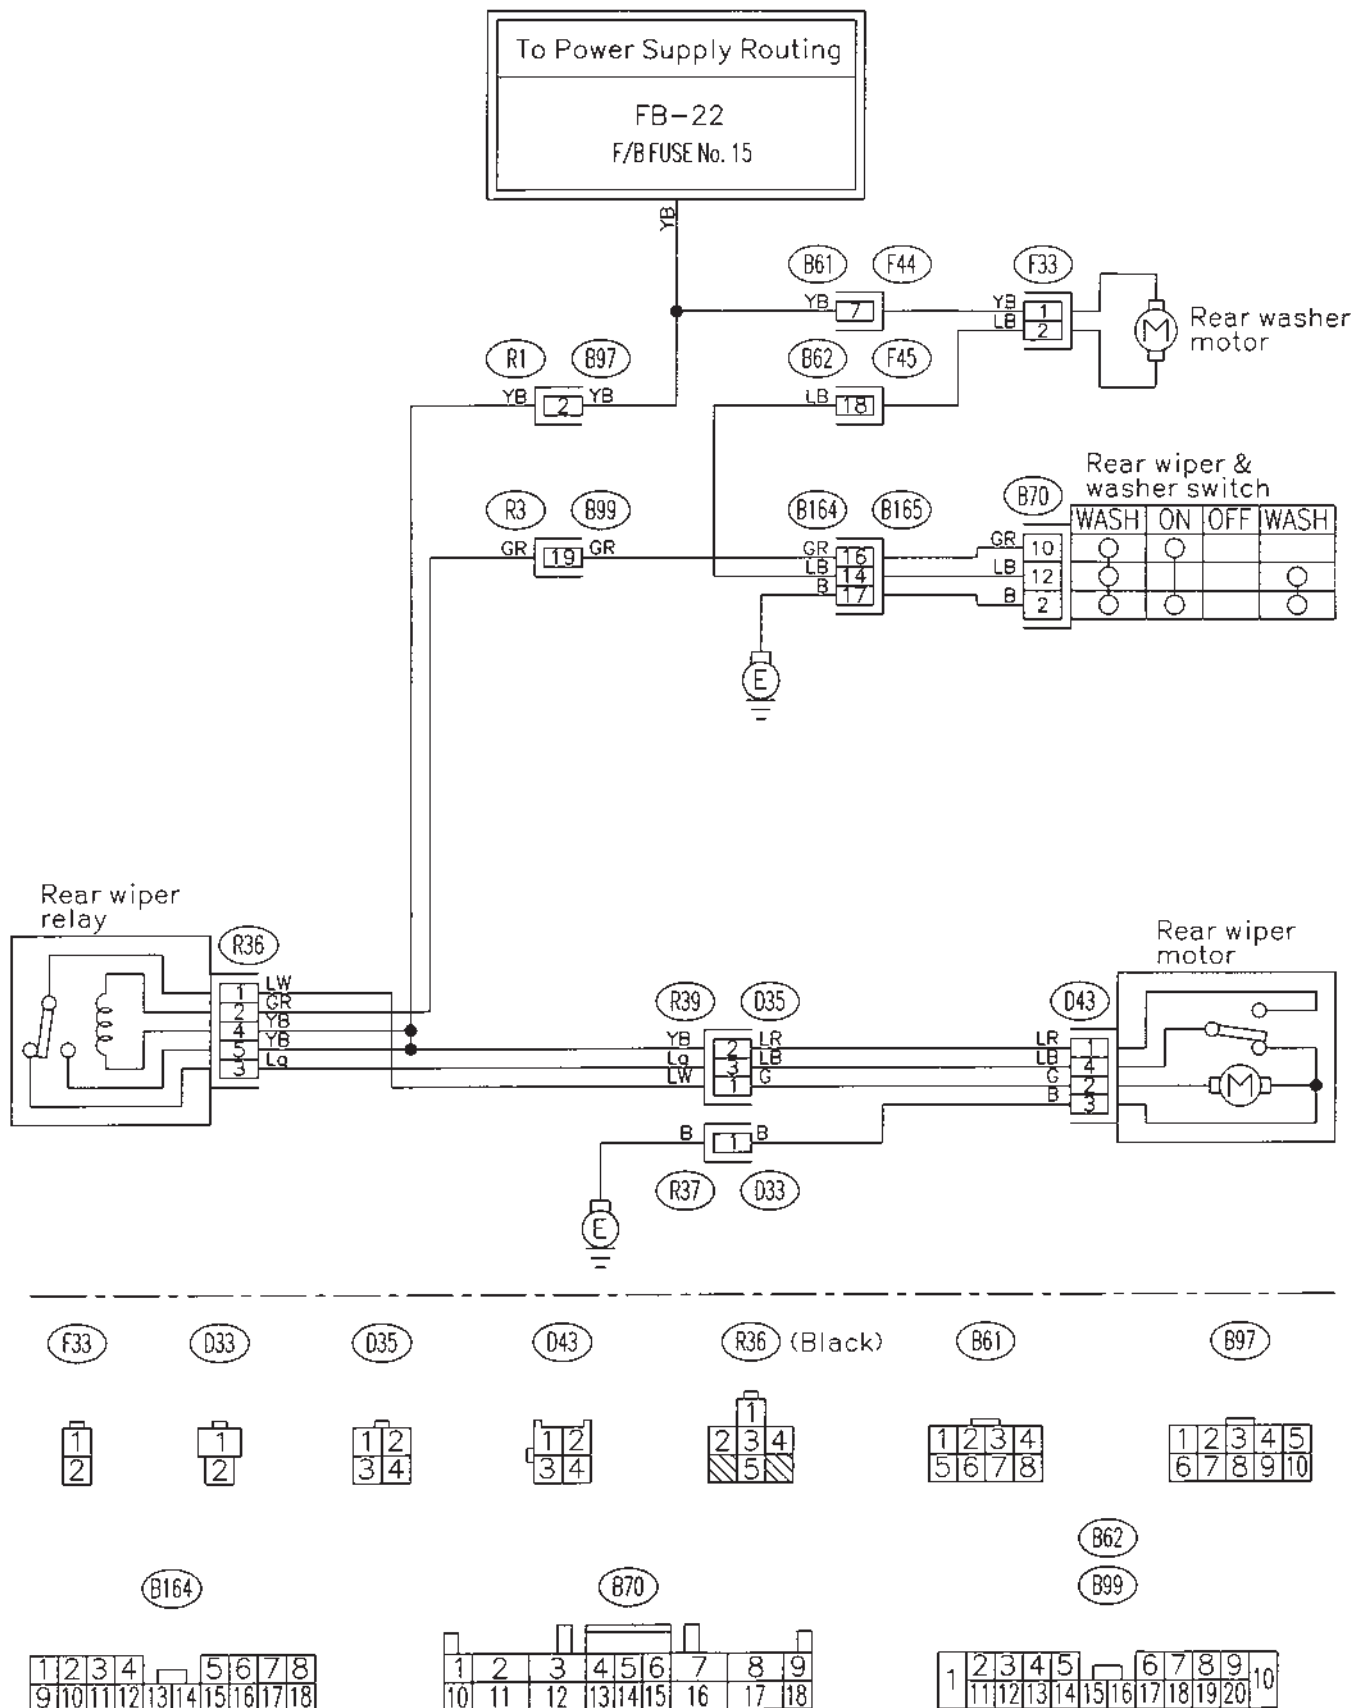 To Power Supply Routing
FB-22
F/B FUSE No. 15
YB
B61 F44 F33
YB 7 YB 1
LB 2
M
Rear washer
motor
R1 B97 B62 F45
YB 2 YB LB 18
Rear wiper &
washer switch
R3 B99 B164 B165 B70
WASH ON OFF WASH
GR 19 GR GR 16 GR 10
LB 14 LB 12
B 17 B 2
E
Rear wiper
relay
R36
1 LW
2 GR
4 YB
5 YB
3 Lg
Rear wiper
motor
R39 D35 D43
YB 2 LR LR 1
Lg 3 LB LB 4
LW 1 G G 2
B 3
M
B 1 B
R37 D33
E
F33 D33 D35 D43 R36 (Black) B61 B97
1
2
1
2
1 2
3 4
1 2
3 4
1
2 3 4
5
1 2 3 4
5 6 7 8
1 2 3 4 5
6 7 8 9 10
B62
B99
B164 B70
1 2 3 4 5 6 7 8
9 10 11 12 13 14 15 16 17 18
1 2 3 4 5 6 7 8 9
10 11 12 13 14 15 16 17 18
1 2 3 4 5 6 7 8 9 10
11 12 13 14 15 16 17 18 19 20